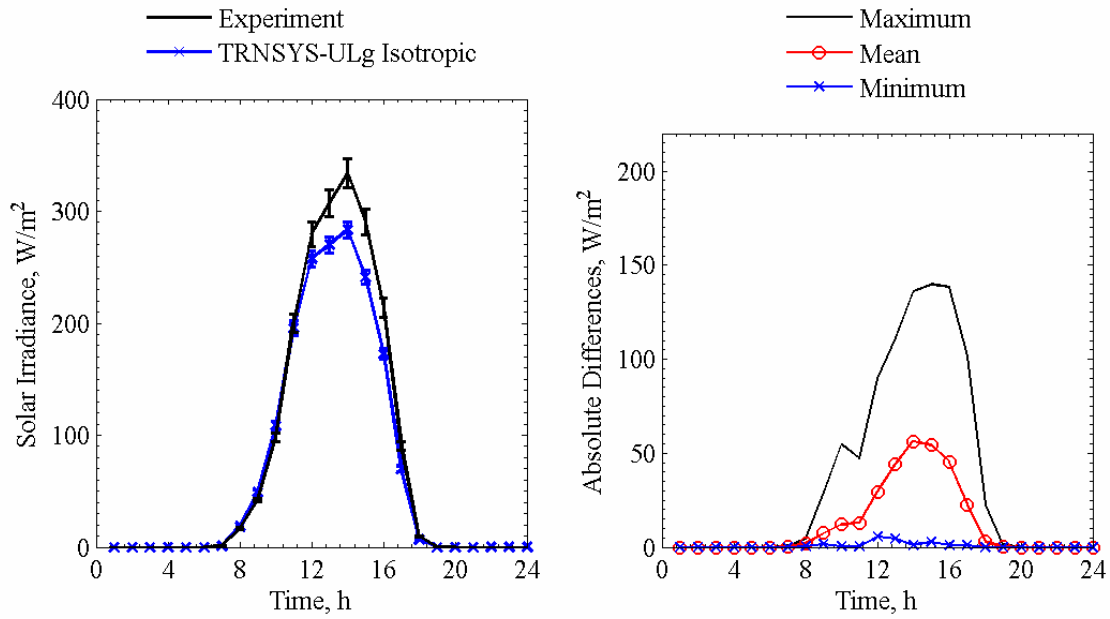 Experiment
TRNSYS-ULg Isotropic
400
300
200
100
0
Solar Irradiance, W/m²
0 4 8 12 16 20 24
Time, h
Maximum
Mean
Minimum
200
150
100
50
0
Absolute Differences, W/m²
0 4 8 12 16 20 24
Time, h